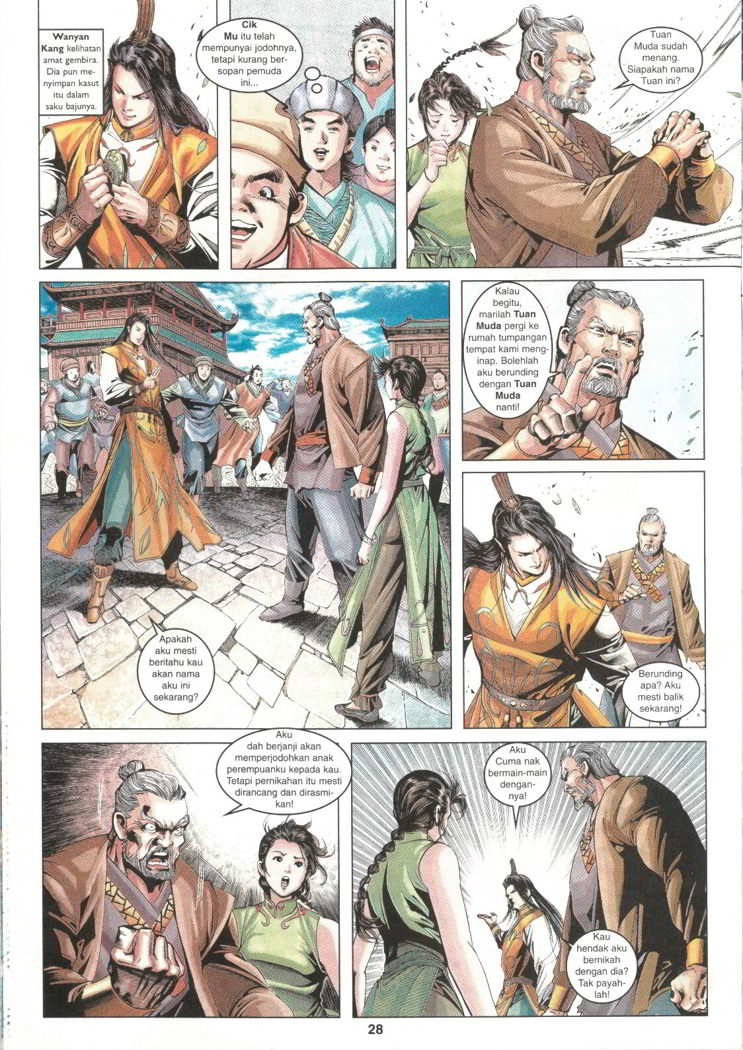 Wanyan
Kang kelihatan
amat gembira.
Dia pun me-
nyimpan kasut
itu dalam
saku bajunya.
Cik
Mu itu telah
mempunyai jodohnya,
tetapi kurang ber-
sopan pemuda
ini...
Tuan
Muda sudah
menang.
Siapakah nama
Tuan ini?
Apakah
aku mesti
beritahu kau
akan nama
aku ini
sekarang?
Kalau
begitu,
marilah Tuan
Muda pergi ke
rumah tumpangan
tempat kami meng-
inap. Bolehlah
aku berunding
dengan Tuan
Muda
nanti!
Berunding
apa? Aku
mesti balik
sekarang!
Aku
dah berjanji akan
memperjodohkan anak
perempuanku kepada kau.
Tetapi pernikahan itu mesti
dirancang dan dirasmi-
kan!
Aku
Cuma nak
bermain-main
dengan-
nya!
Kau
hendak aku
bernikah
dengan dia?
Tak payah-
lah!
28